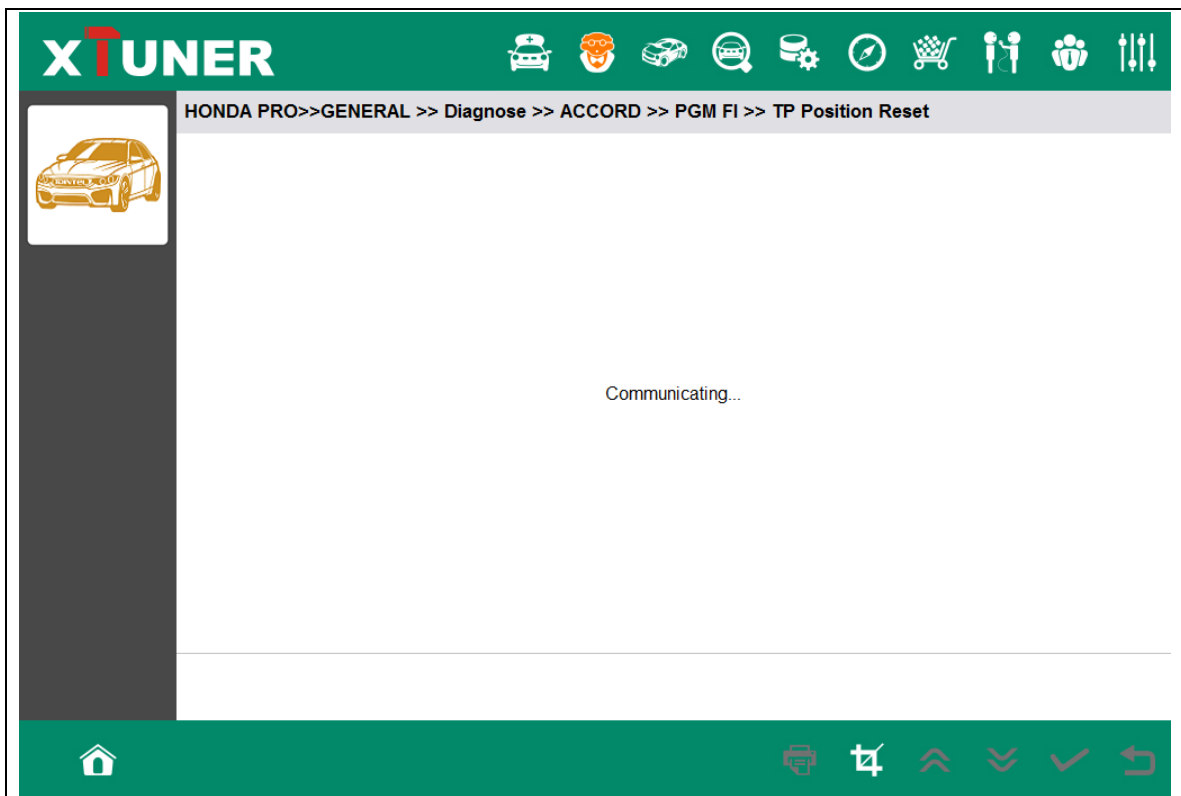 XTUNER
HONDA PRO>>GENERAL >> Diagnose >> ACCORD >> PGM FI >> TP Position Reset
Communicating...